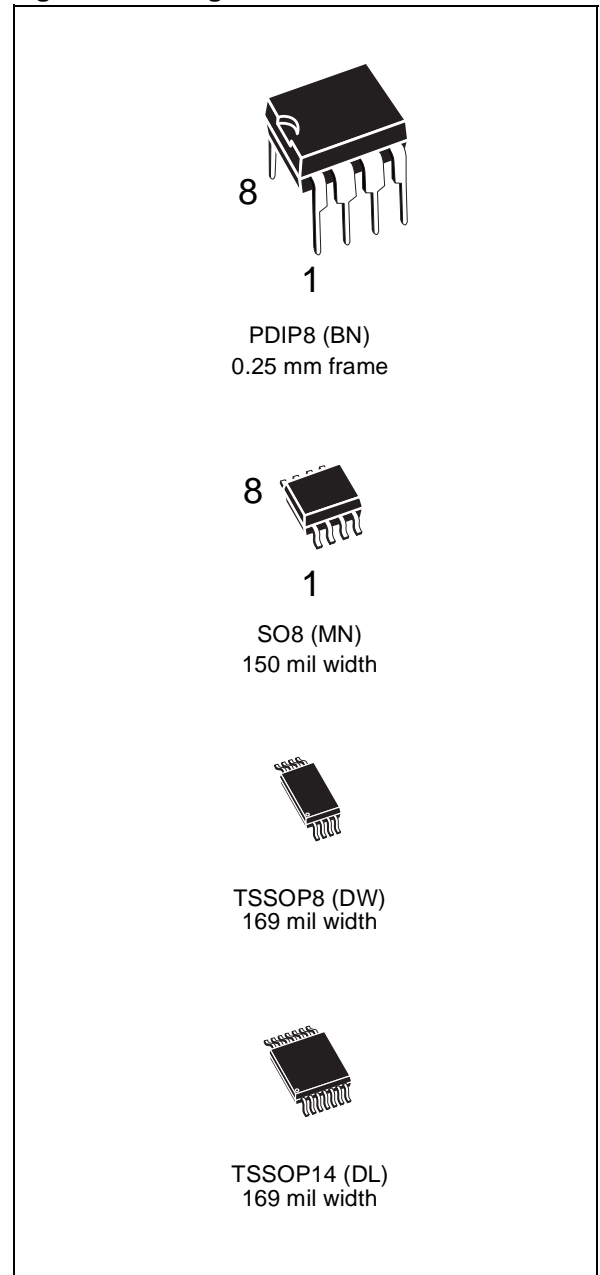 8
1
PDIP8 (BN)
0.25 mm frame
8
1
SO8 (MN)
150 mil width
TSSOP8 (DW)
169 mil width
TSSOP14 (DL)
169 mil width